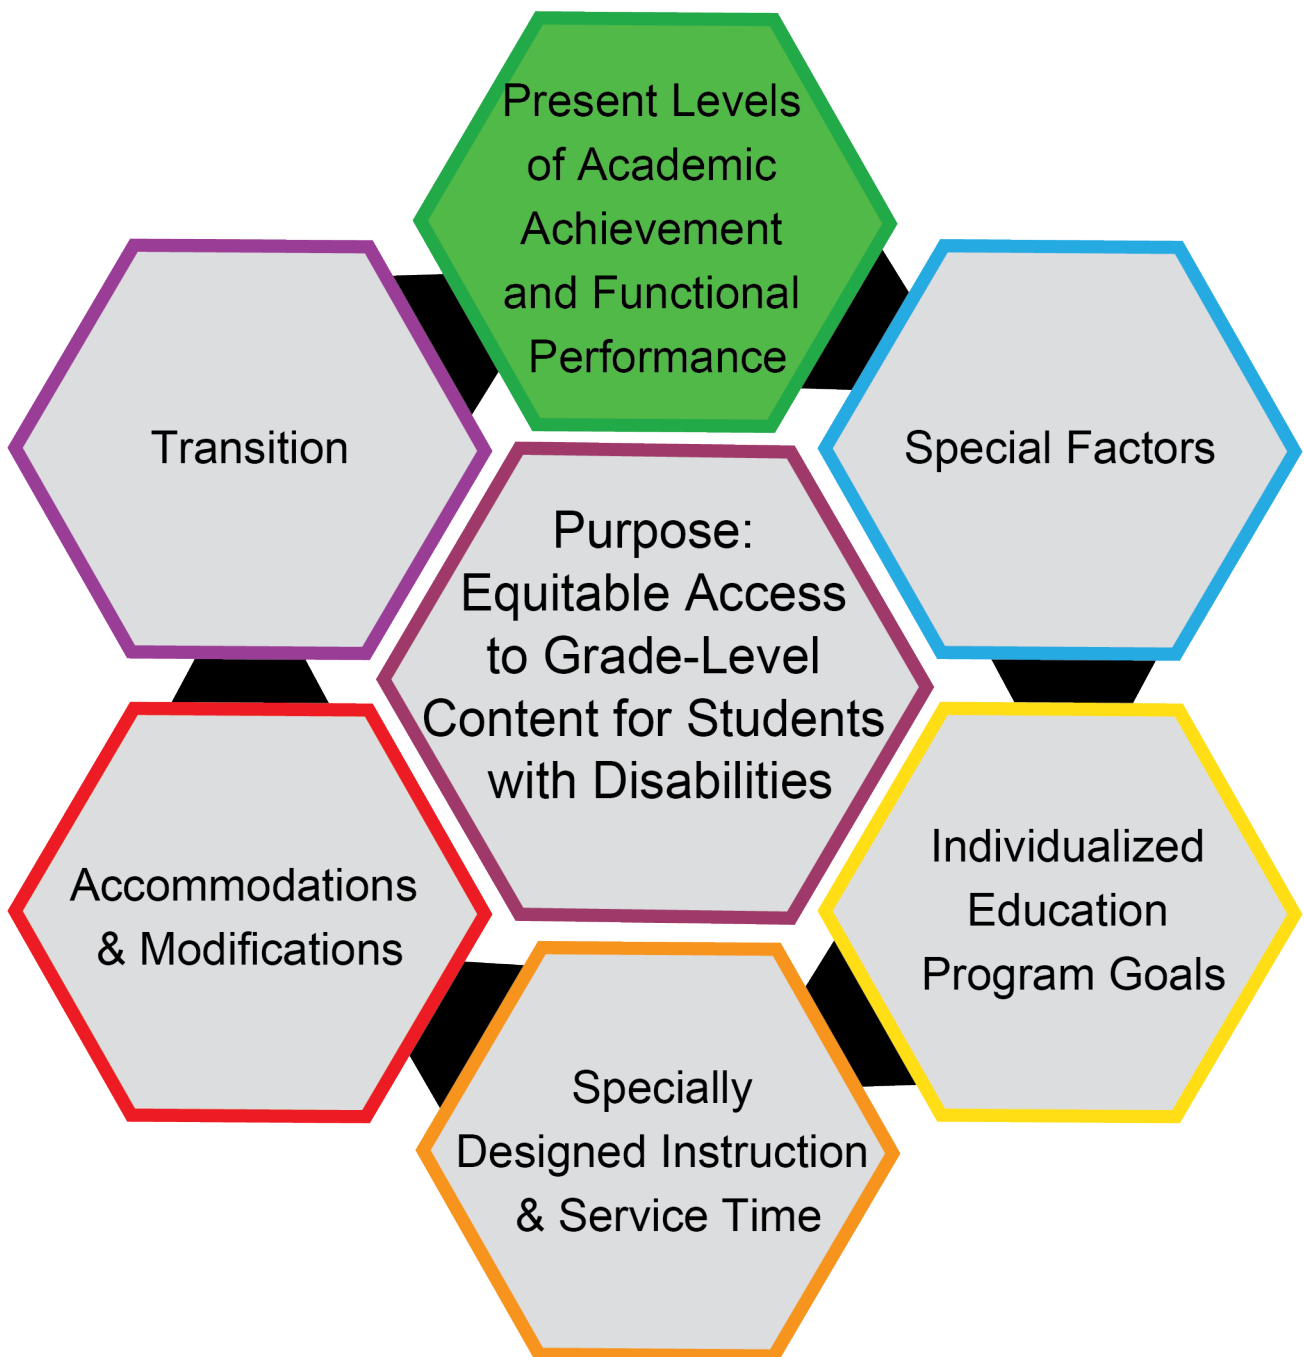 Present Levels
of Academic
Achievement
and Functional
Performance
Transition
Special Factors
Purpose:
Equitable Access
to Grade-Level
Content for Students
with Disabilities
Accommodations
& Modifications
Individualized
Education
Program Goals
Specially
Designed Instruction
& Service Time